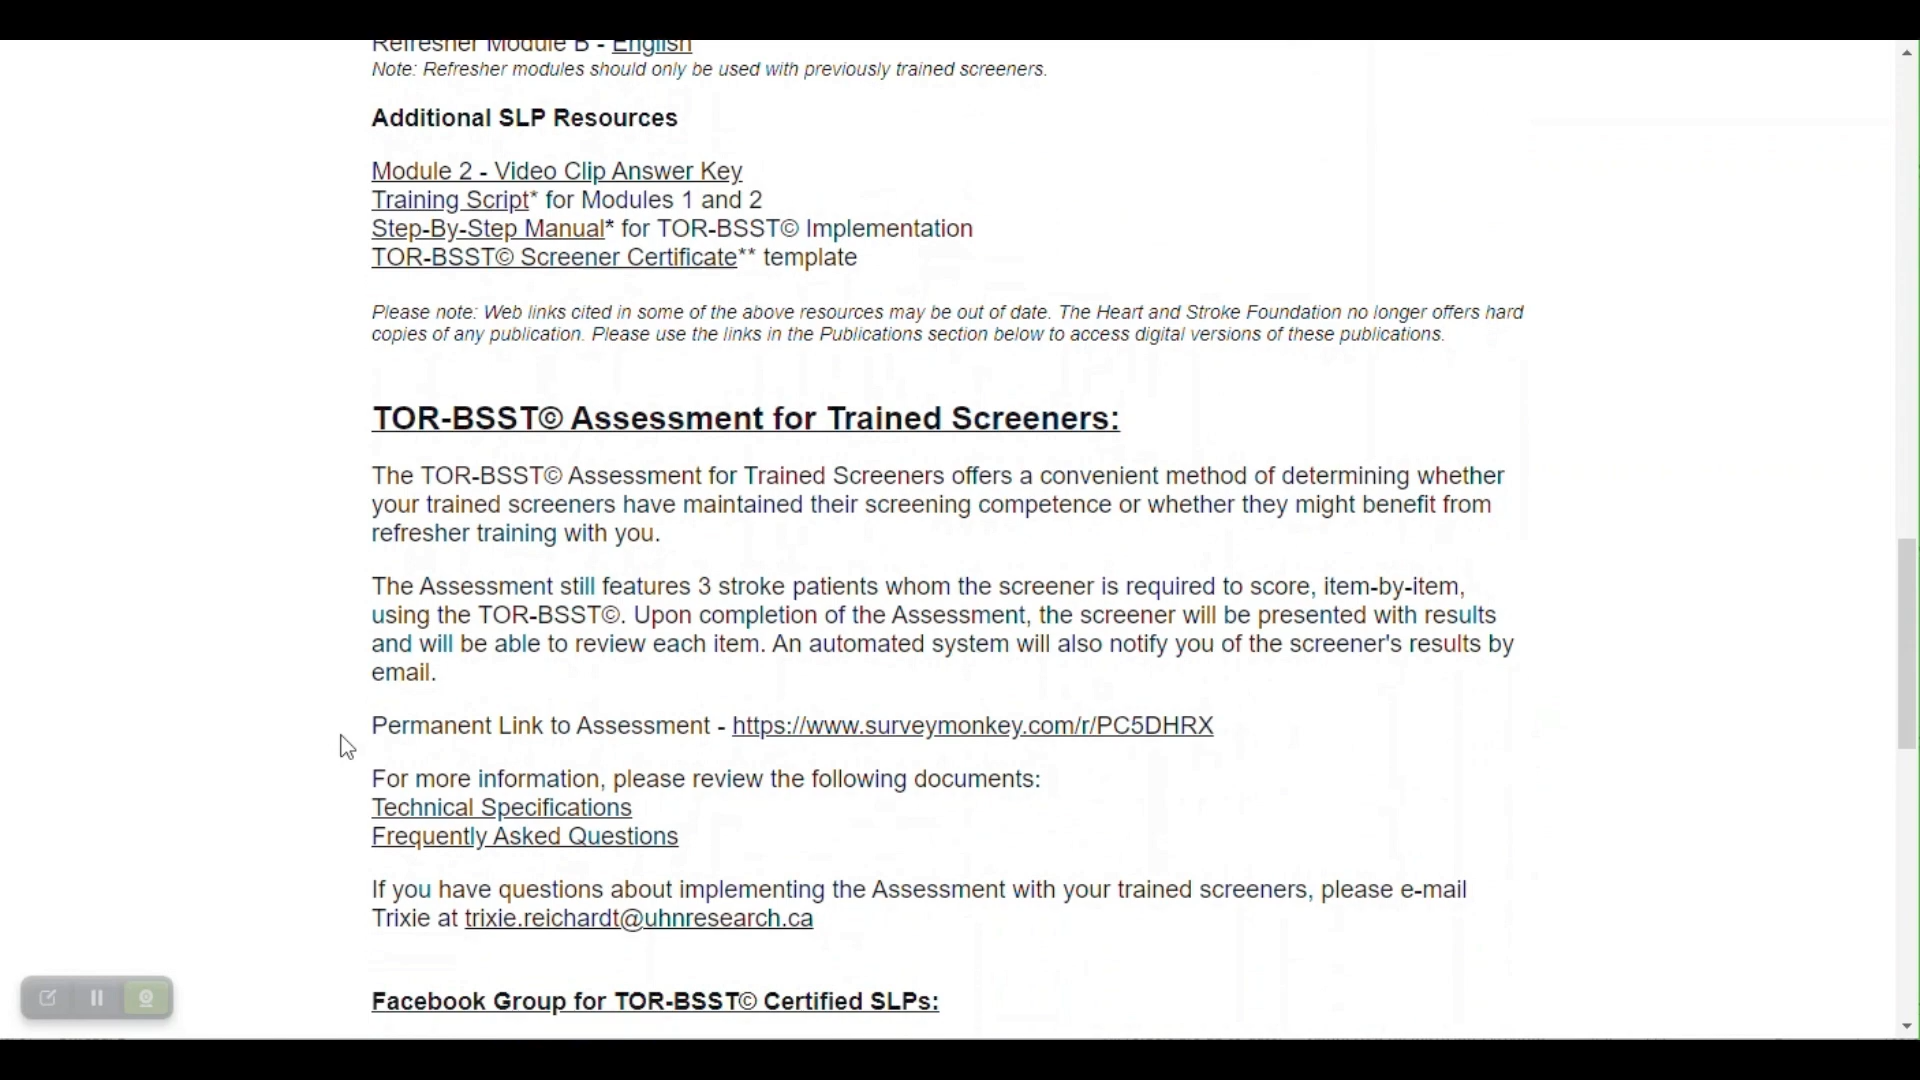 Refresher Module B - English
Note: Refresher modules should only be used with previously trained screeners.
Additional SLP Resources
Module 2 - Video Clip Answer Key
Training Script* for Modules 1 and 2
Step-By-Step Manual* for TOR-BSST© Implementation
TOR-BSST© Screener Certificate** template
Please note: Web links cited in some of the above resources may be out of date. The Heart and Stroke Foundation no longer offers hard
copies of any publication. Please use the links in the Publications section below to access digital versions of these publications.
TOR-BSST© Assessment for Trained Screeners:
The TOR-BSST© Assessment for Trained Screeners offers a convenient method of determining whether
your trained screeners have maintained their screening competence or whether they might benefit from
refresher training with you.
The Assessment still features 3 stroke patients whom the screener is required to score, item-by-item,
using the TOR-BSST©. Upon completion of the Assessment, the screener will be presented with results
and will be able to review each item. An automated system will also notify you of the screener's results by
email.
Permanent Link to Assessment - https://www.surveymonkey.com/r/PC5DHRX
For more information, please review the following documents:
Technical Specifications
Frequently Asked Questions
If you have questions about implementing the Assessment with your trained screeners, please e-mail
Trixie at trixie.reichardt@uhnresearch.ca
Facebook Group for TOR-BSST© Certified SLPs: